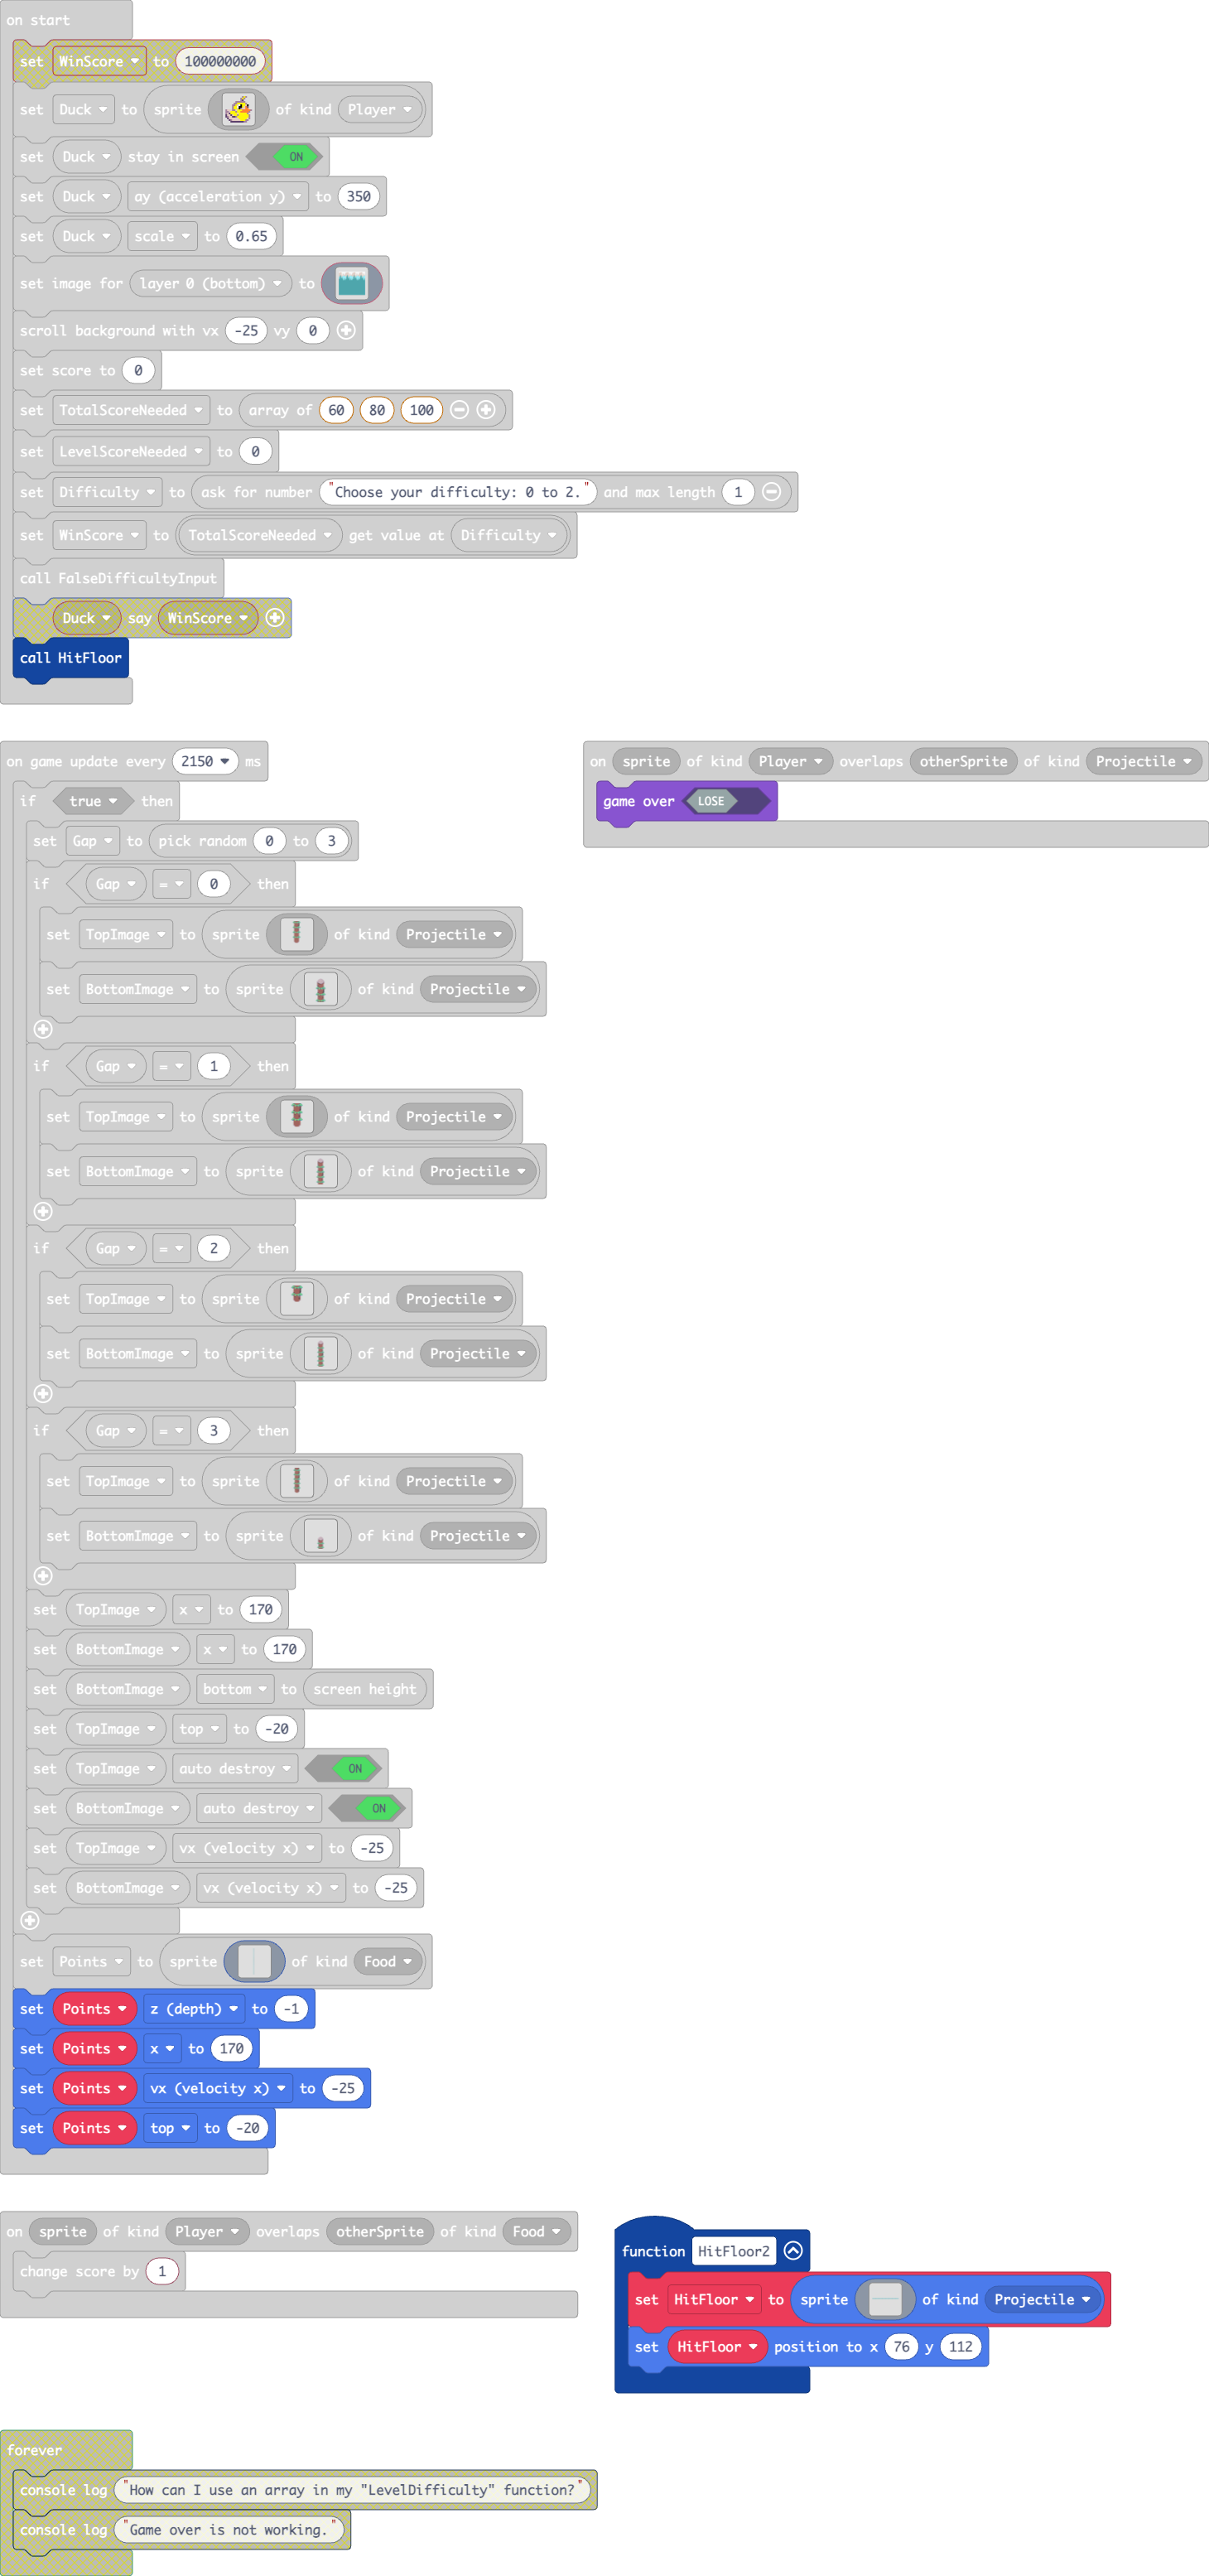 on start
set WinScore to 100000000
set Duck to sprite of kind Player
set Duck stay in screen ON
set Duck ay (acceleration y) to 350
set Duck scale to 0.65
set image for layer 0 (bottom) to
scroll background with vx -25 vy 0
set score to 0
set TotalScoreNeeded to array of 60 80 100
set LevelScoreNeeded to 0
set Difficulty to ask for number "Choose your difficulty: 0 to 2." and max length 1
set WinScore to TotalScoreNeeded get value at Difficulty
call FalseDifficultyInput
Duck say WinScore
call HitFloor
on game update every 2150 ms
if true then
set Gap to pick random 0 to 3
if Gap = 0 then
set TopImage to sprite of kind Projectile
set BottomImage to sprite of kind Projectile
if Gap = 1 then
set TopImage to sprite of kind Projectile
set BottomImage to sprite of kind Projectile
if Gap = 2 then
set TopImage to sprite of kind Projectile
set BottomImage to sprite of kind Projectile
if Gap = 3 then
set TopImage to sprite of kind Projectile
set BottomImage to sprite of kind Projectile
set TopImage x to 170
set BottomImage x to 170
set BottomImage bottom to screen height
set TopImage top to -20
set TopImage auto destroy ON
set BottomImage auto destroy ON
set TopImage vx (velocity x) to -25
set BottomImage vx (velocity x) to -25
set Points to sprite of kind Food
set Points z (depth) to -1
set Points x to 170
set Points vx (velocity x) to -25
set Points top to -20
on sprite of kind Player overlaps otherSprite of kind Projectile
game over LOSE
on sprite of kind Player overlaps otherSprite of kind Food
change score by 1
function HitFloor2
set HitFloor to sprite of kind Projectile
set HitFloor position to x 76 y 112
forever
console log "How can I use an array in my "LevelDifficulty" function?"
console log "Game over is not working."